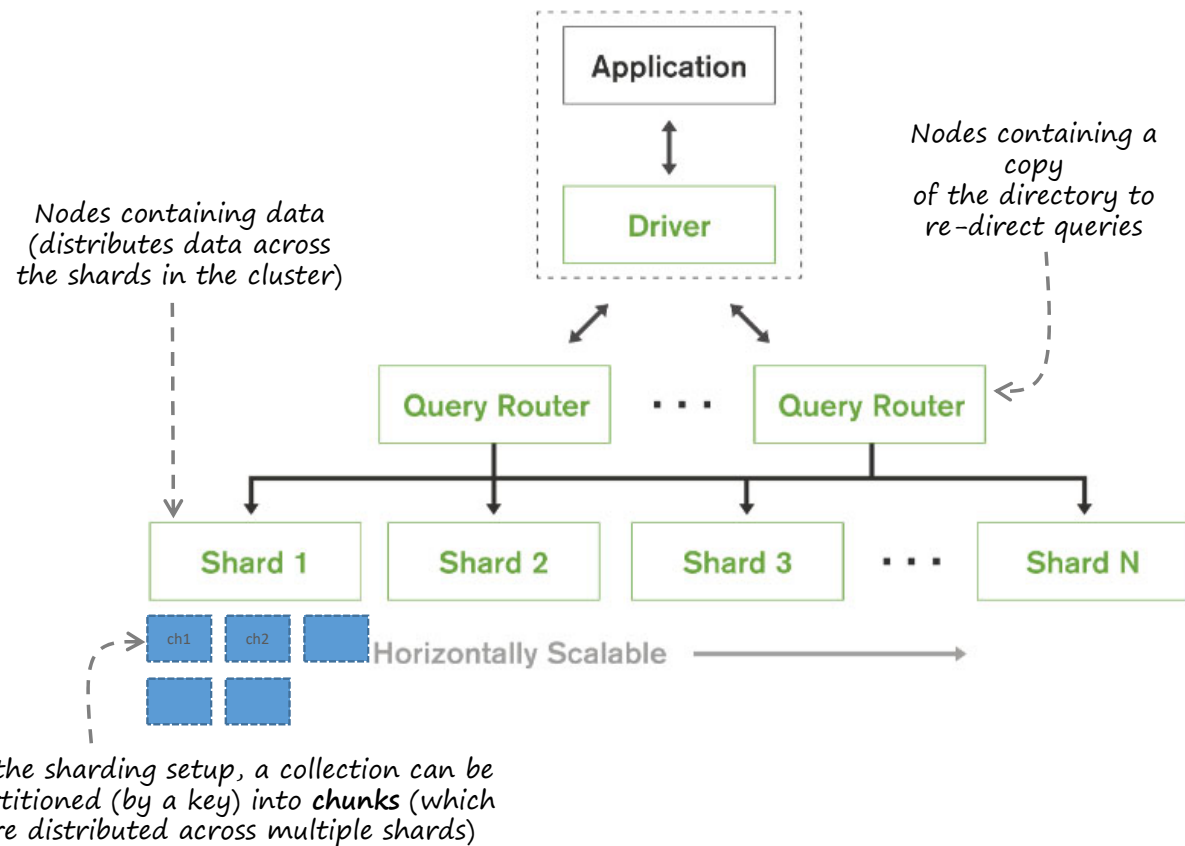 Application
Driver
Nodes containing a
copy
of the directory to
re-direct queries
Nodes containing data
(distributes data across
the shards in the cluster)
Query Router
. . .
Query Router
Shard 1
Shard 2
Shard 3
. . .
Shard N
ch1
ch2
Horizontally Scalable
the sharding setup, a collection can be
titioned (by a key) into chunks (which
re distributed across multiple shards)